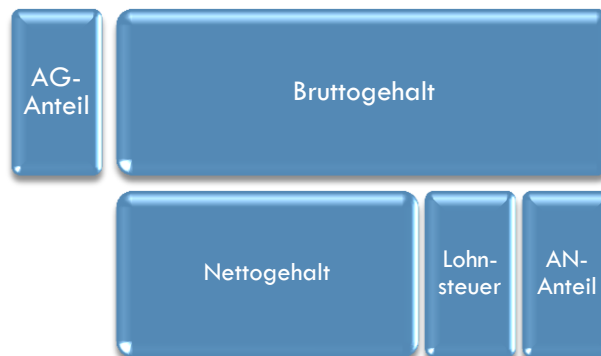 AG-
Anteil
Bruttogehalt
Nettogehalt
Lohn-
steuer
AN-
Anteil